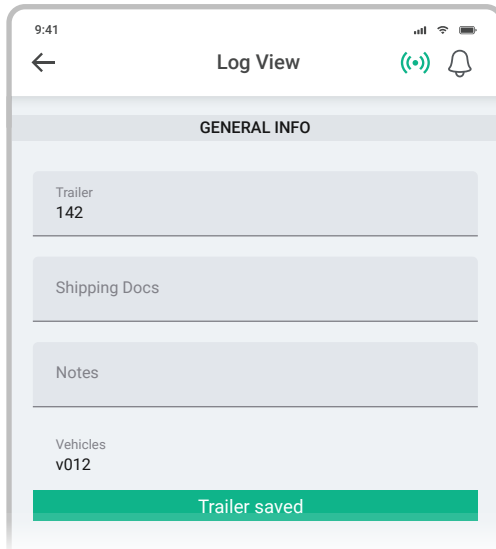 9:41
Log View
GENERAL INFO
Trailer
142
Shipping Docs
Notes
Vehicles
v012
Trailer saved